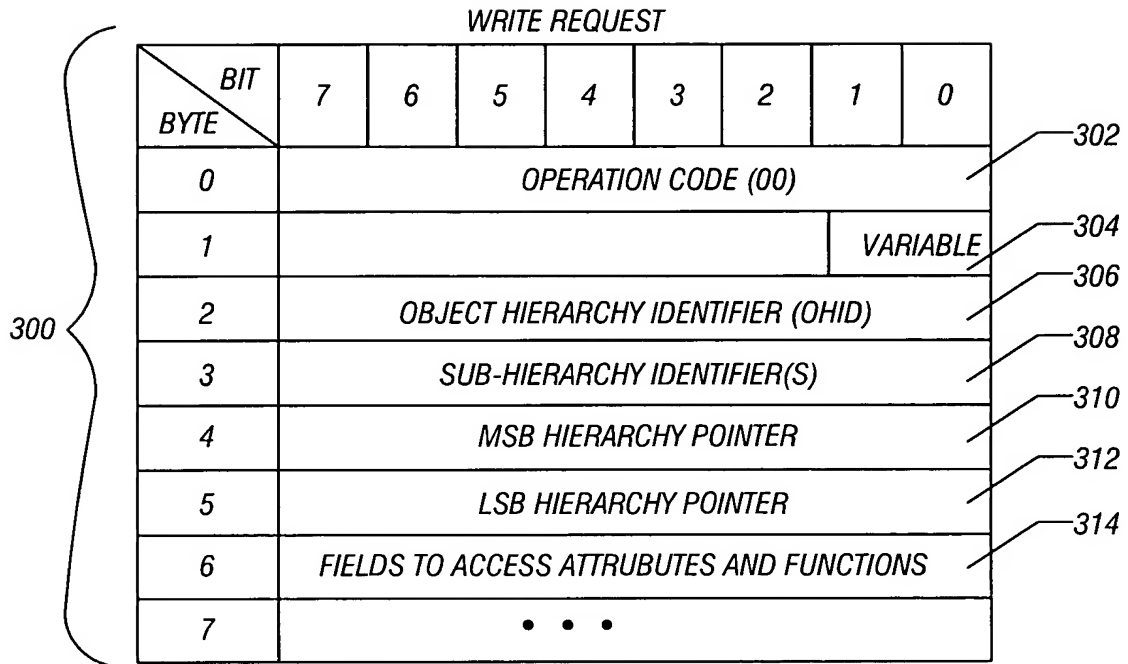 WRITE REQUEST
BIT
BYTE
7 6 5 4 3 2 1 0
0 OPERATION CODE (00) 302
1 VARIABLE 304
2 OBJECT HIERARCHY IDENTIFIER (OHID) 306
3 SUB-HIERARCHY IDENTIFIER(S) 308
4 MSB HIERARCHY POINTER 310
5 LSB HIERARCHY POINTER 312
6 FIELDS TO ACCESS ATTRUBUTES AND FUNCTIONS 314
7 • • •
300